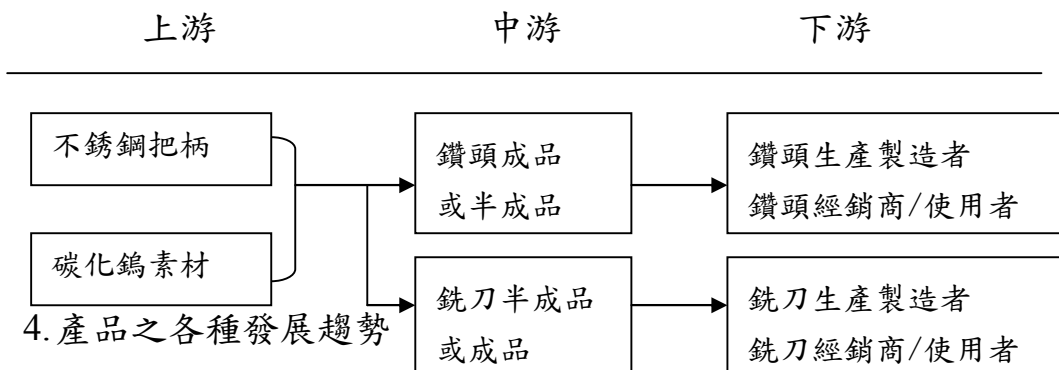 上游 中游 下游
不銹鋼把柄
碳化鎢素材
鑽頭成品
或半成品
鑽頭生產製造者
鑽頭經銷商/使用者
銑刀半成品
或成品
銑刀生產製造者
銑刀經銷商/使用者
4.產品之各種發展趨勢